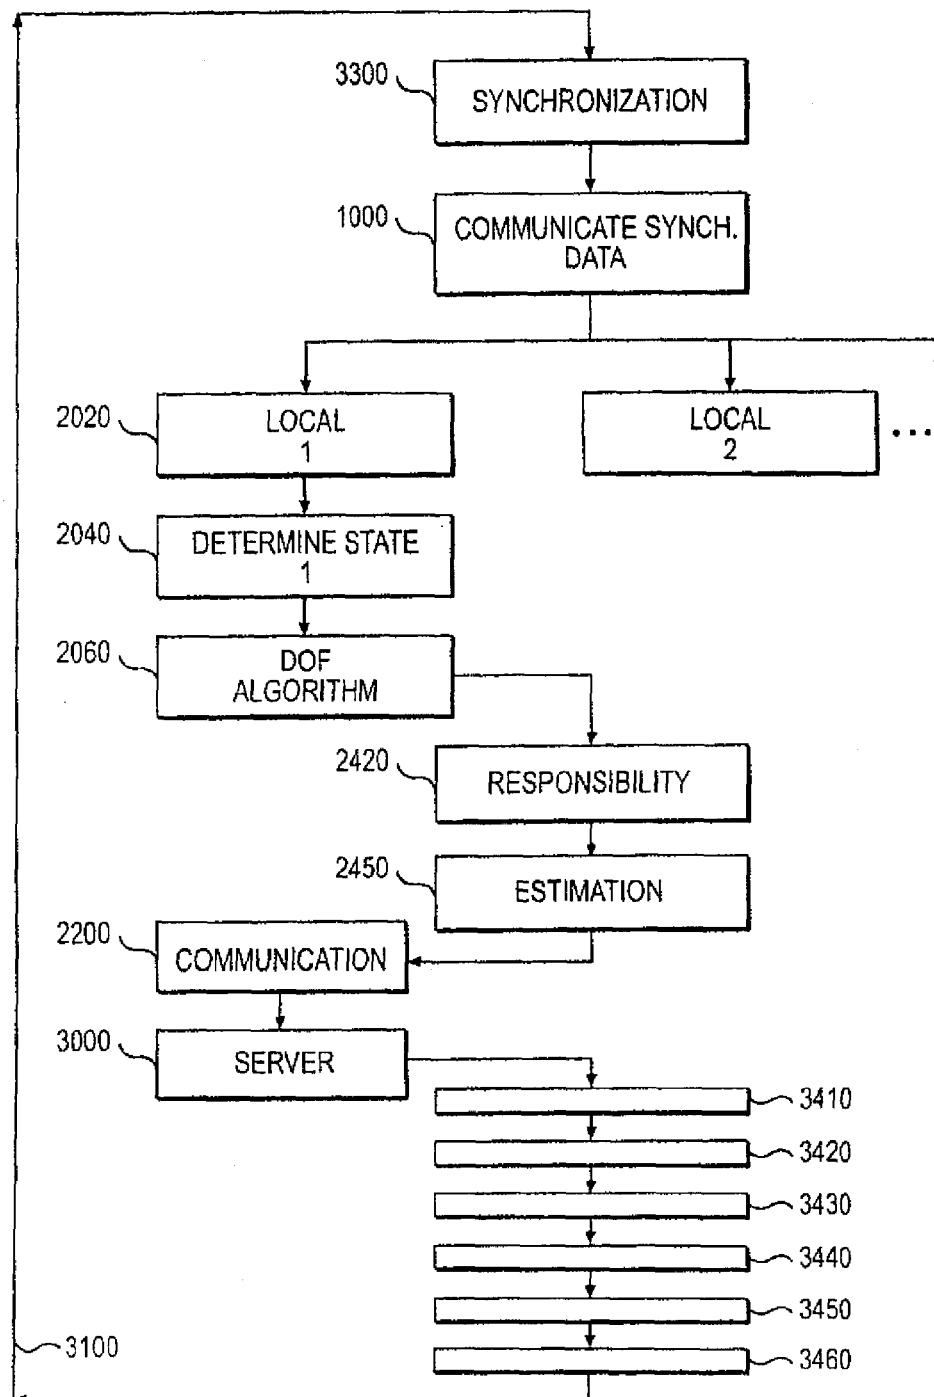 3300
SYNCHRONIZATION
1000
COMMUNICATE SYNCH.
DATA
2020
LOCAL
1
LOCAL
2
...
2040
DETERMINE STATE
1
2060
DOF
ALGORITHM
2420
RESPONSIBILITY
2450
ESTIMATION
2200
COMMUNICATION
3000
SERVER
3410
3420
3430
3440
3450
3100
3460